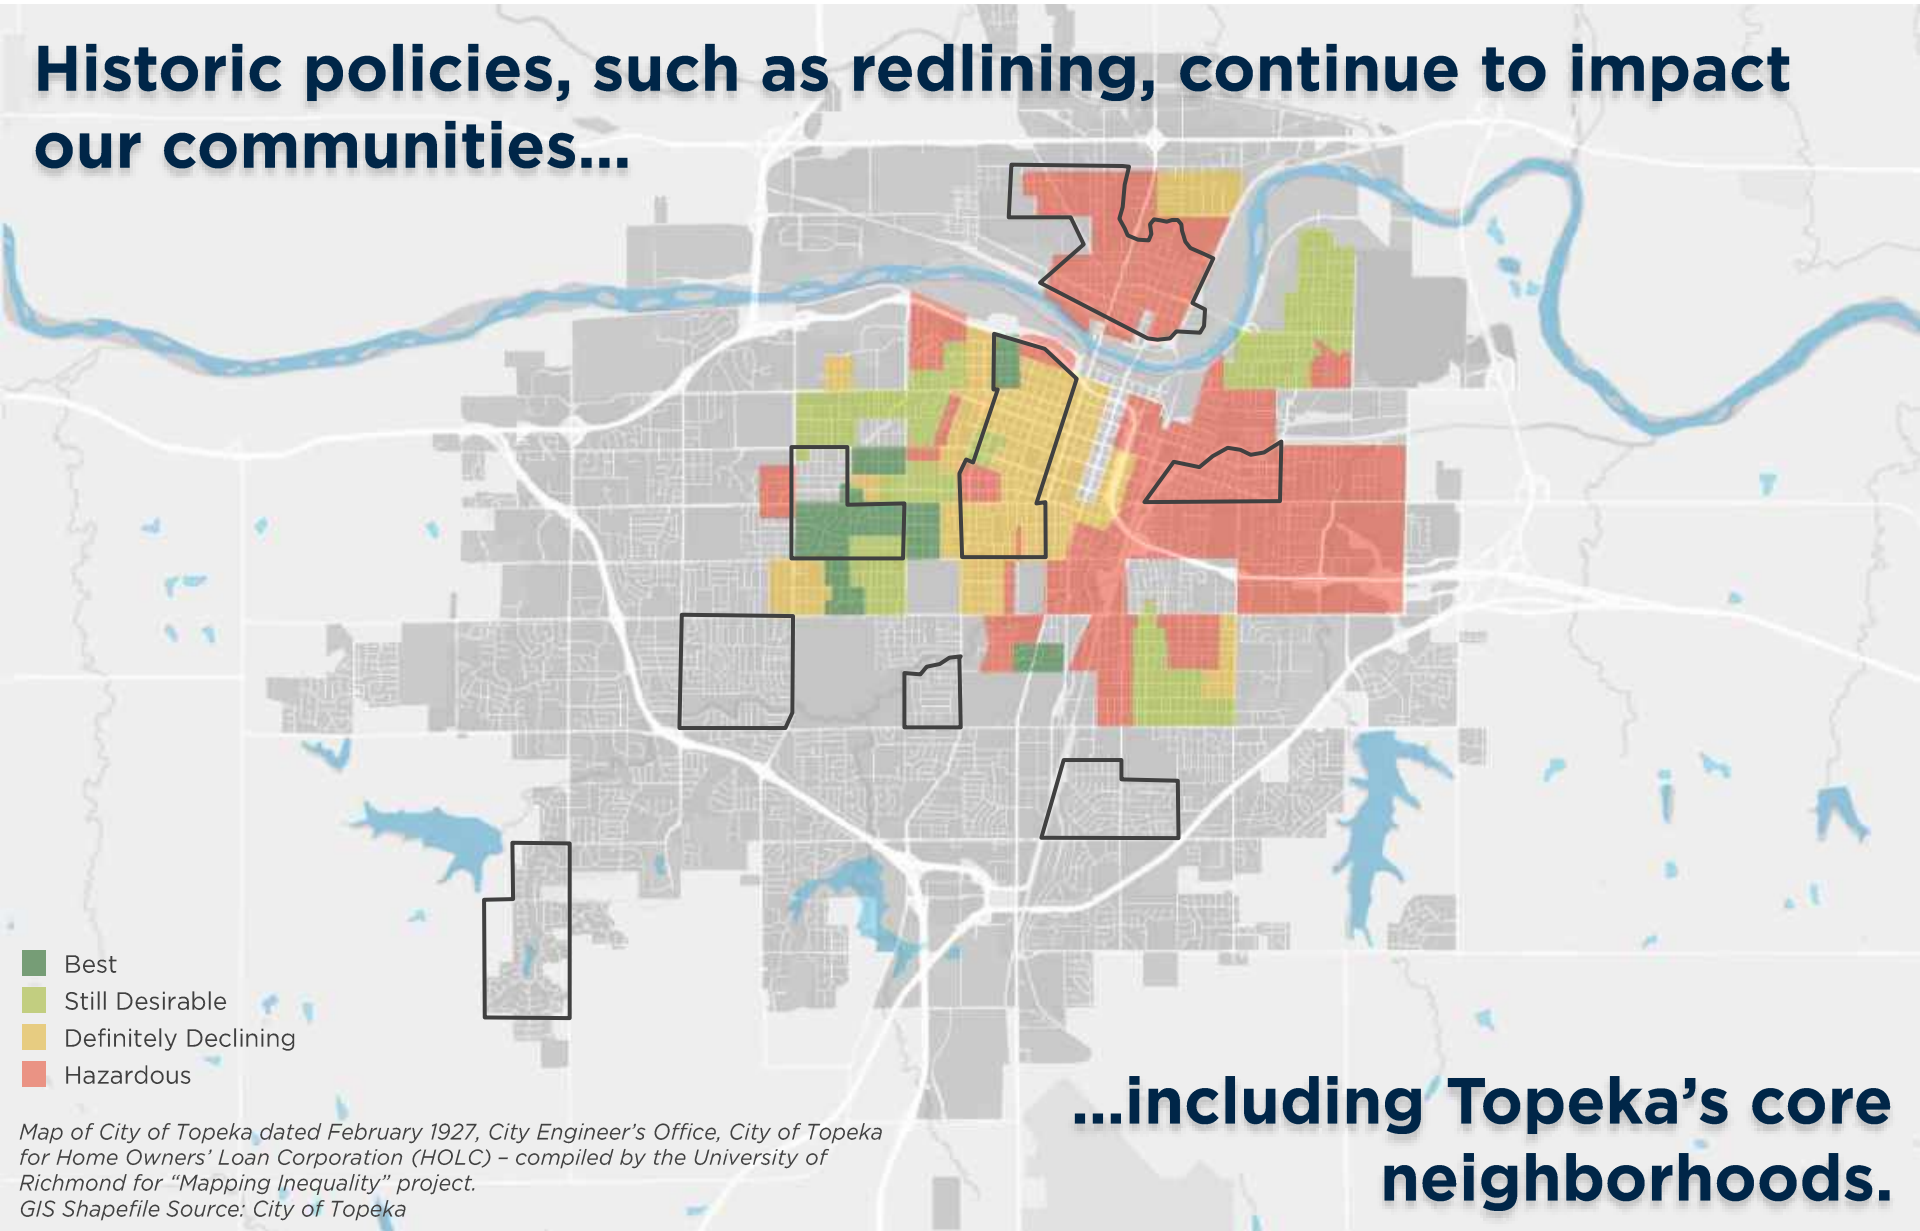 Historic policies, such as redlining, continue to impact
our communities...
Best
Still Desirable
Definitely Declining
Hazardous
Map of City of Topeka dated February 1927, City Engineer’s Office, City of Topeka
for Home Owners’ Loan Corporation (HOLC) – compiled by the University of
Richmond for “Mapping Inequality” project.
GIS Shapefile Source: City of Topeka
...including Topeka’s core
neighborhoods.